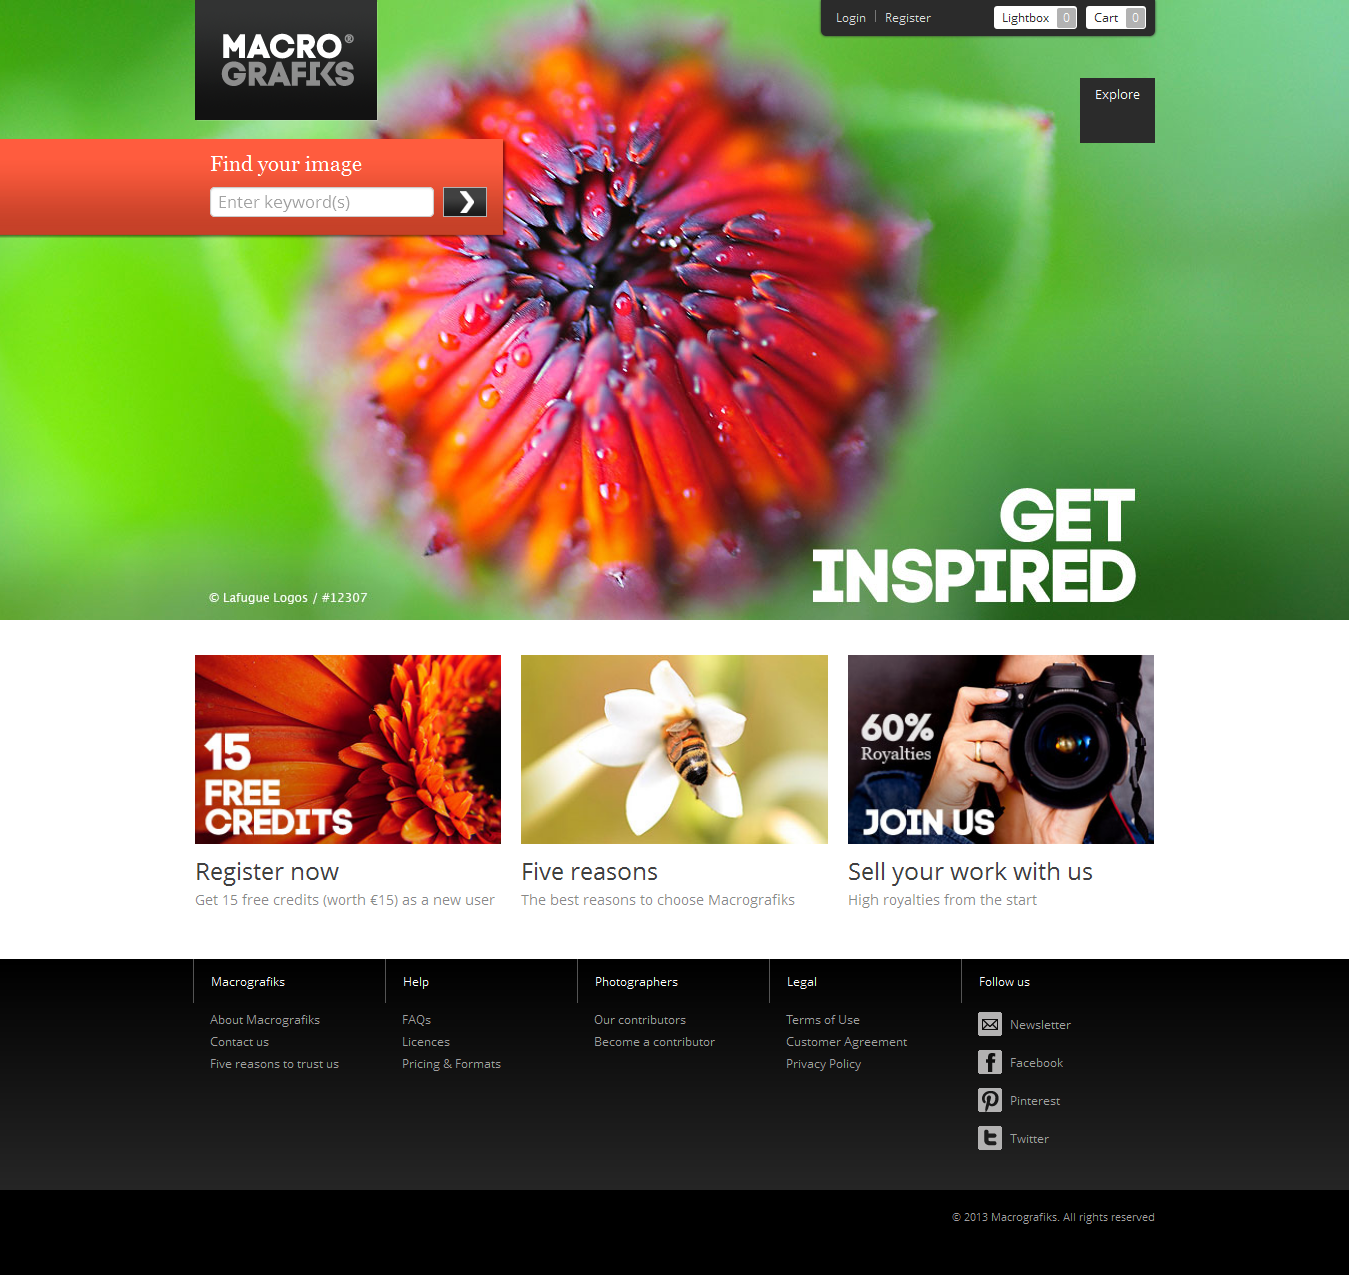 MACRO®
GRAFIKS
Login
Register
Lightbox 0
Cart 0
Explore
Find your image
Enter keyword(s)
GET
INSPIRED
© Lafugue Logos / #12307
15
FREE
CREDITS
Register now
Get 15 free credits (worth €15) as a new user
Five reasons
The best reasons to choose Macrografiks
60%
Royalties
JOIN US
Sell your work with us
High royalties from the start
Macrografiks
About Macrografiks
Contact us
Five reasons to trust us
Help
FAQs
Licences
Pricing & Formats
Photographers
Our contributors
Become a contributor
Legal
Terms of Use
Customer Agreement
Privacy Policy
Follow us
Newsletter
Facebook
Pinterest
Twitter
© 2013 Macrografiks. All rights reserved